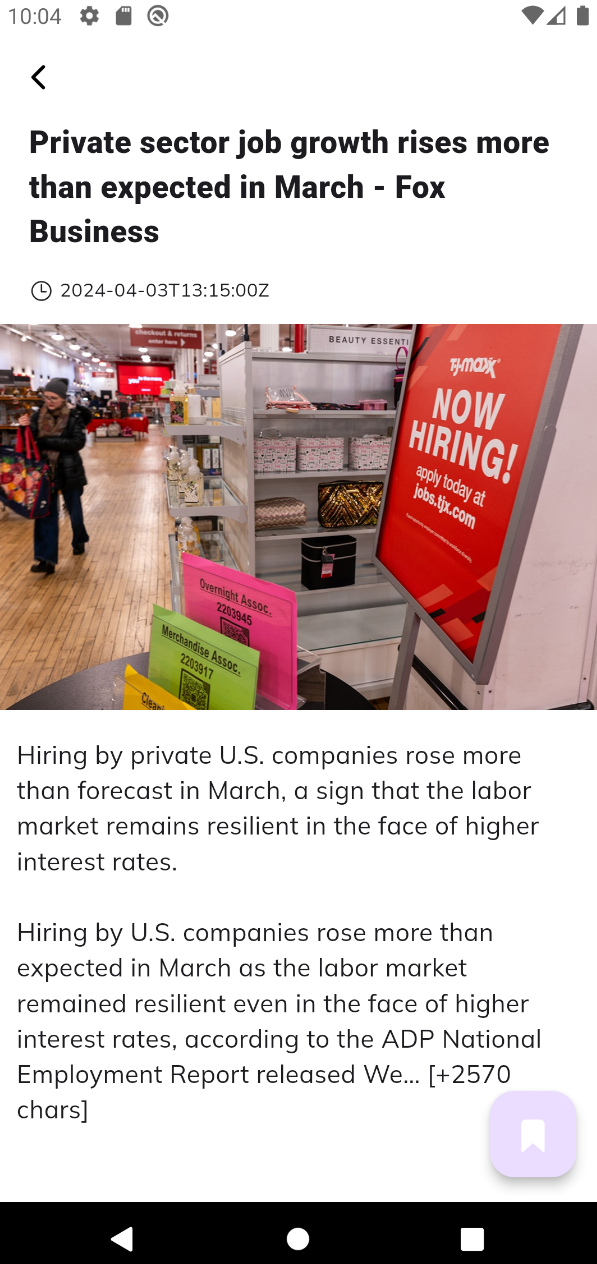 10:04
Private sector job growth rises more
than expected in March - Fox
Business
2024-04-03T13:15:00Z
checkout & returns
enter here
BEAUTY ESSENTI
T.J.maxx
NOW
HIRING!
apply today at
jobs.tjx.com
Overnight Assoc.
2203945
Merchandise Assoc.
2203917
Hiring by private U.S. companies rose more
than forecast in March, a sign that the labor
market remains resilient in the face of higher
interest rates.
Hiring by U.S. companies rose more than
expected in March as the labor market
remained resilient even in the face of higher
interest rates, according to the ADP National
Employment Report released We… [+2570
chars]